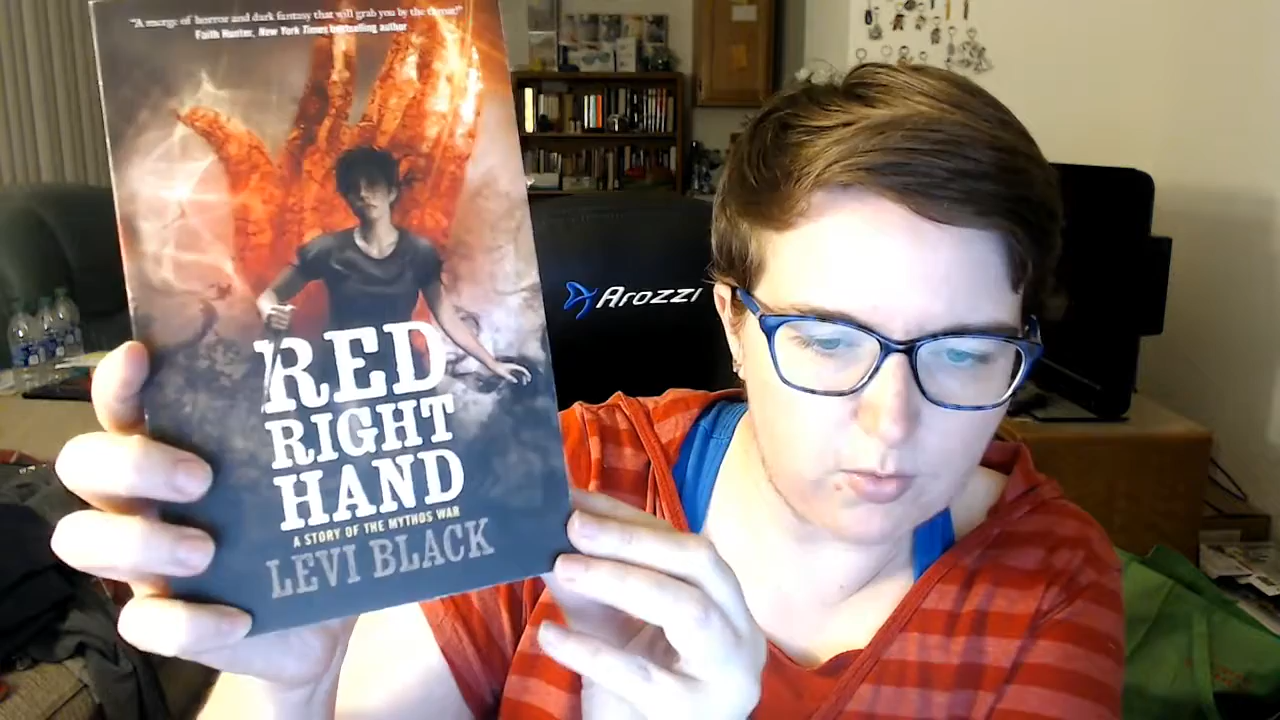 "A merge of horror and dark fantasy that will grab you by the throat!"
Faith Hunter, New York Times bestselling author
RED
RIGHT
HAND
A STORY OF THE MYTHOS WAR
LEVI BLACK
Arozzi